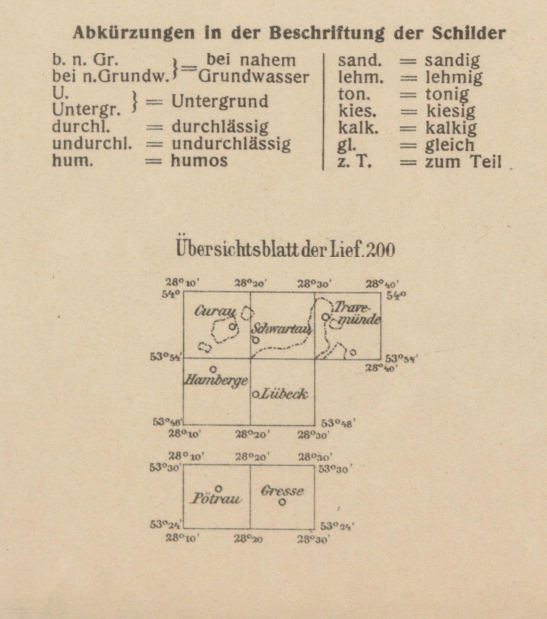 Abkürzungen in der Beschriftung der Schilder
b. n. Gr. } = bei nahem
bei n.Grundw. } Grundwasser
U.
Untergr. } = Untergrund
durchl. = durchlässig
undurchl. = undurchlässig
hum. = humos
sand. = sandig
lehm. = lehmig
ton. = tonig
kies. = kiesig
kalk. = kalkig
gl. = gleich
z. T. = zum Teil
Übersichtsblatt der Lief. 200
28°10' 28°20' 28°30' 28°40'
54° 54°
Curau Schwartau Travemünde
53°54' 53°54'
28°40'
Hamberge Lübeck
53°48' 53°48'
28°10' 28°20' 28°30'
28°10' 28°20' 28°30'
53°30' 53°30'
Pötrau Gresse
53°24' 53°24'
28°10' 28°20 28°30'